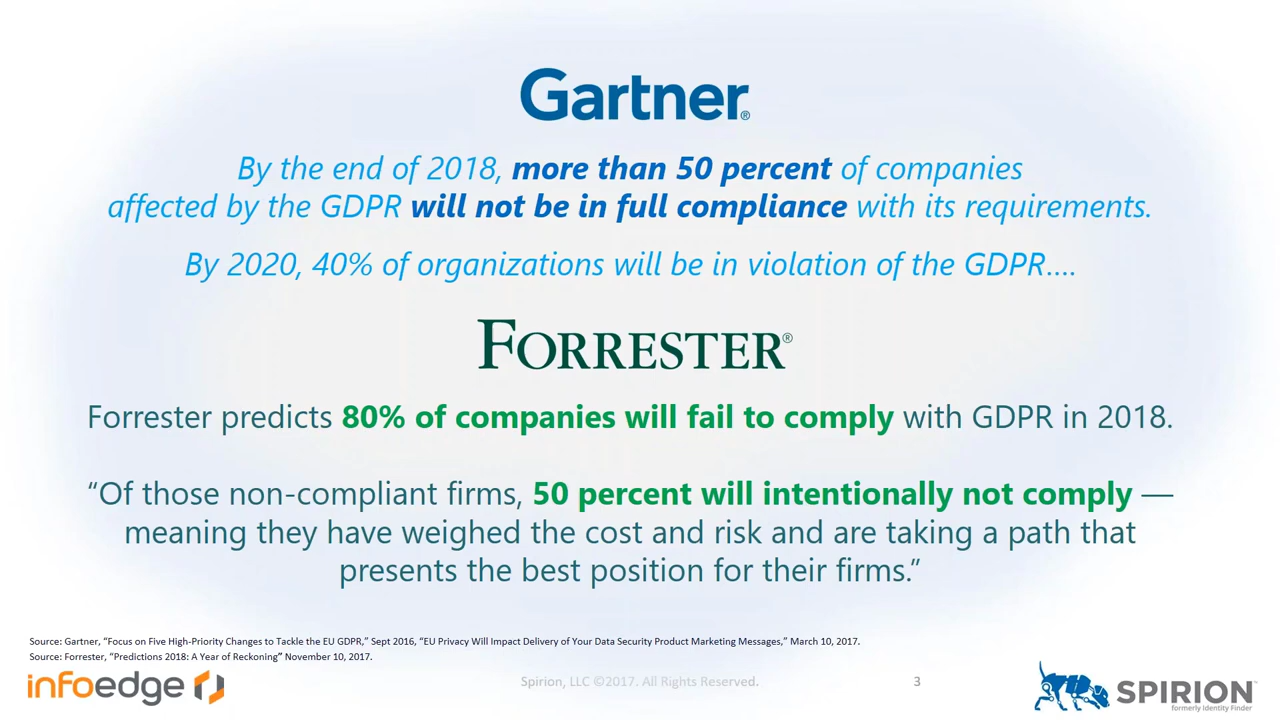 Gartner®
By the end of 2018, more than 50 percent of companies
affected by the GDPR will not be in full compliance with its requirements.
By 2020, 40% of organizations will be in violation of the GDPR....
FORRESTER®
Forrester predicts 80% of companies will fail to comply with GDPR in 2018.
“Of those non-compliant firms, 50 percent will intentionally not comply —
meaning they have weighed the cost and risk and are taking a path that
presents the best position for their firms.”
Source: Gartner, “Focus on Five High-Priority Changes to Tackle the EU GDPR,” Sept 2016, “EU Privacy Will Impact Delivery of Your Data Security Product Marketing Messages,” March 10, 2017.
Source: Forrester, “Predictions 2018: A Year of Reckoning” November 10, 2017.
infoedge
Spirion, LLC ©2017. All Rights Reserved.
3
SPIRION™
formerly Identity Finder